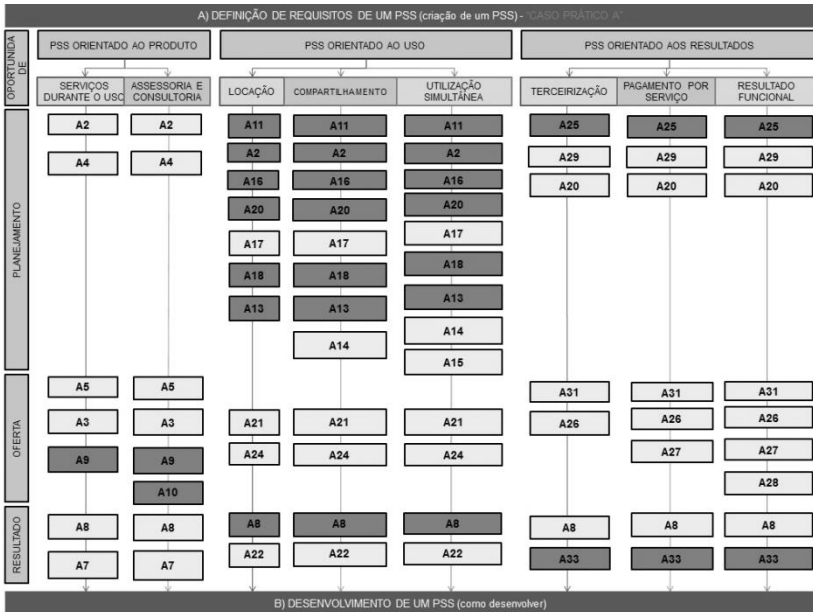 A) DEFINIÇÃO DE REQUISITOS DE UM PSS (criação de um PSS) - "CASO PRÁTICO A"
OPORTUNIDA
DE
PSS ORIENTADO AO PRODUTO
PSS ORIENTADO AO USO
PSS ORIENTADO AOS RESULTADOS
SERVIÇOS
DURANTE O USO
ASSESSORIA E
CONSULTORIA
LOCAÇÃO
COMPARTILHAMENTO
UTILIZAÇÃO
SIMULTÂNEA
TERCEIRIZAÇÃO
PAGAMENTO POR
SERVIÇO
RESULTADO
FUNCIONAL
PLANEJAMENTO
A2 A2 A11 A11 A11 A25 A25 A25
A4 A4 A2 A2 A2 A29 A29 A29
A16 A16 A16 A20 A20 A20
A20 A20 A20
A17 A17 A17
A18 A18 A18
A13 A13 A13
A14 A14
A15
OFERTA
A5 A5 A31 A31 A31
A3 A3 A21 A21 A21 A26 A26 A26
A9 A9 A24 A24 A24 A27 A27
A10 A28
RESULTADO
A8 A8 A8 A8 A8 A8 A8 A8
A7 A7 A22 A22 A22 A33 A33 A33
B) DESENVOLVIMENTO DE UM PSS (como desenvolver)